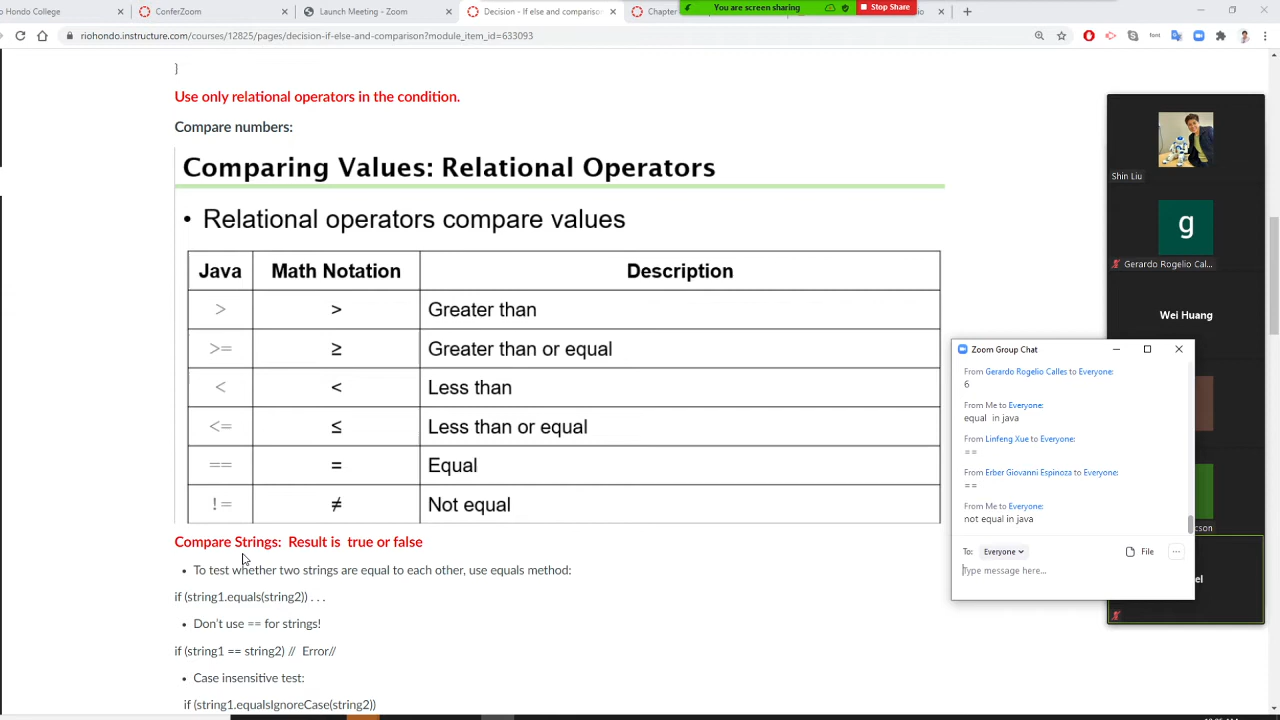 o Hondo College
ConferZoom
Launch Meeting - Zoom
Decision - If else and compariso
Chapter
You are screen sharing
Stop Share
riohondo.instructure.com/courses/12825/pages/decision-if-else-and-comparison?module_item_id=633093
}
Use only relational operators in the condition.
Compare numbers:
Comparing Values: Relational Operators
• Relational operators compare values
Java Math Notation Description
> > Greater than
>= ≥ Greater than or equal
< < Less than
<= ≤ Less than or equal
== = Equal
!= ≠ Not equal
Compare Strings: Result is true or false
• To test whether two strings are equal to each other, use equals method:
if (string1.equals(string2)) . . .
• Don't use == for strings!
if (string1 == string2) // Error//
• Case insensitive test:
if (string1.equalsIgnoreCase(string2))
Shin Liu
g
Gerardo Rogelio Cal...
Wei Huang
Zoom Group Chat
From Gerardo Rogelio Calles to Everyone:
6
From Me to Everyone:
equal in java
From Linfeng Xue to Everyone:
==
From Erber Giovanni Espinoza to Everyone:
==
From Me to Everyone:
not equal in java
To: Everyone
File
Type message here...
cson
el